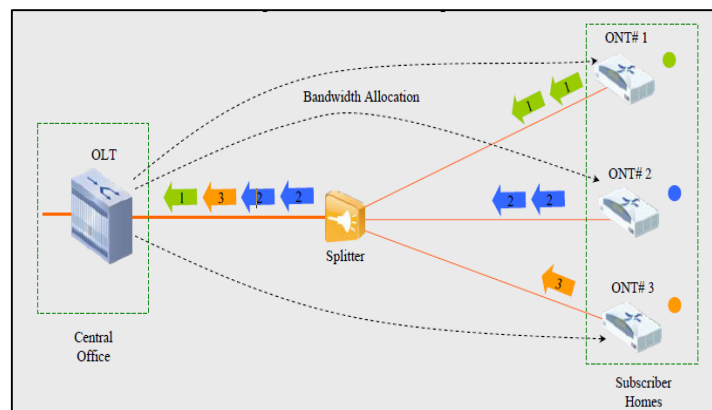 ONT# 1
1
1
Bandwidth Allocation
OLT
ONT# 2
1 3 2 2
2 2
Splitter
3
ONT# 3
Central
Office
Subscriber
Homes